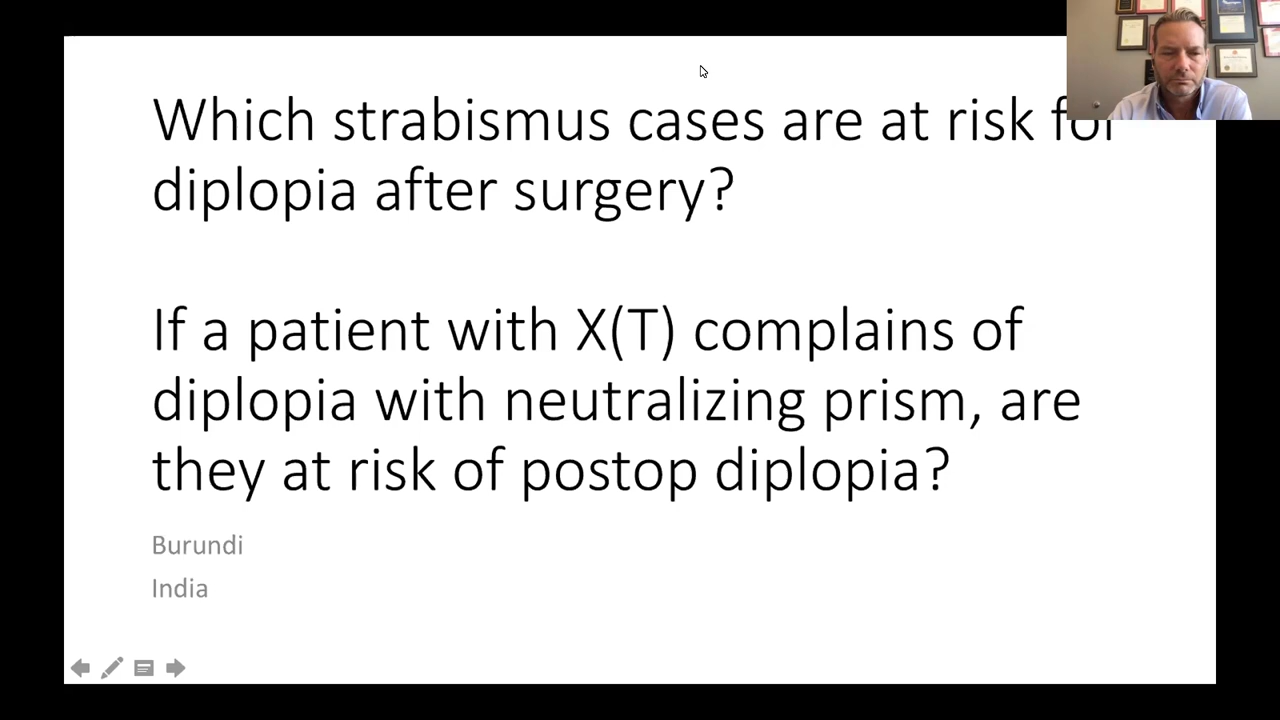 Which strabismus cases are at risk for
diplopia after surgery?
If a patient with X(T) complains of
diplopia with neutralizing prism, are
they at risk of postop diplopia?
Burundi
India